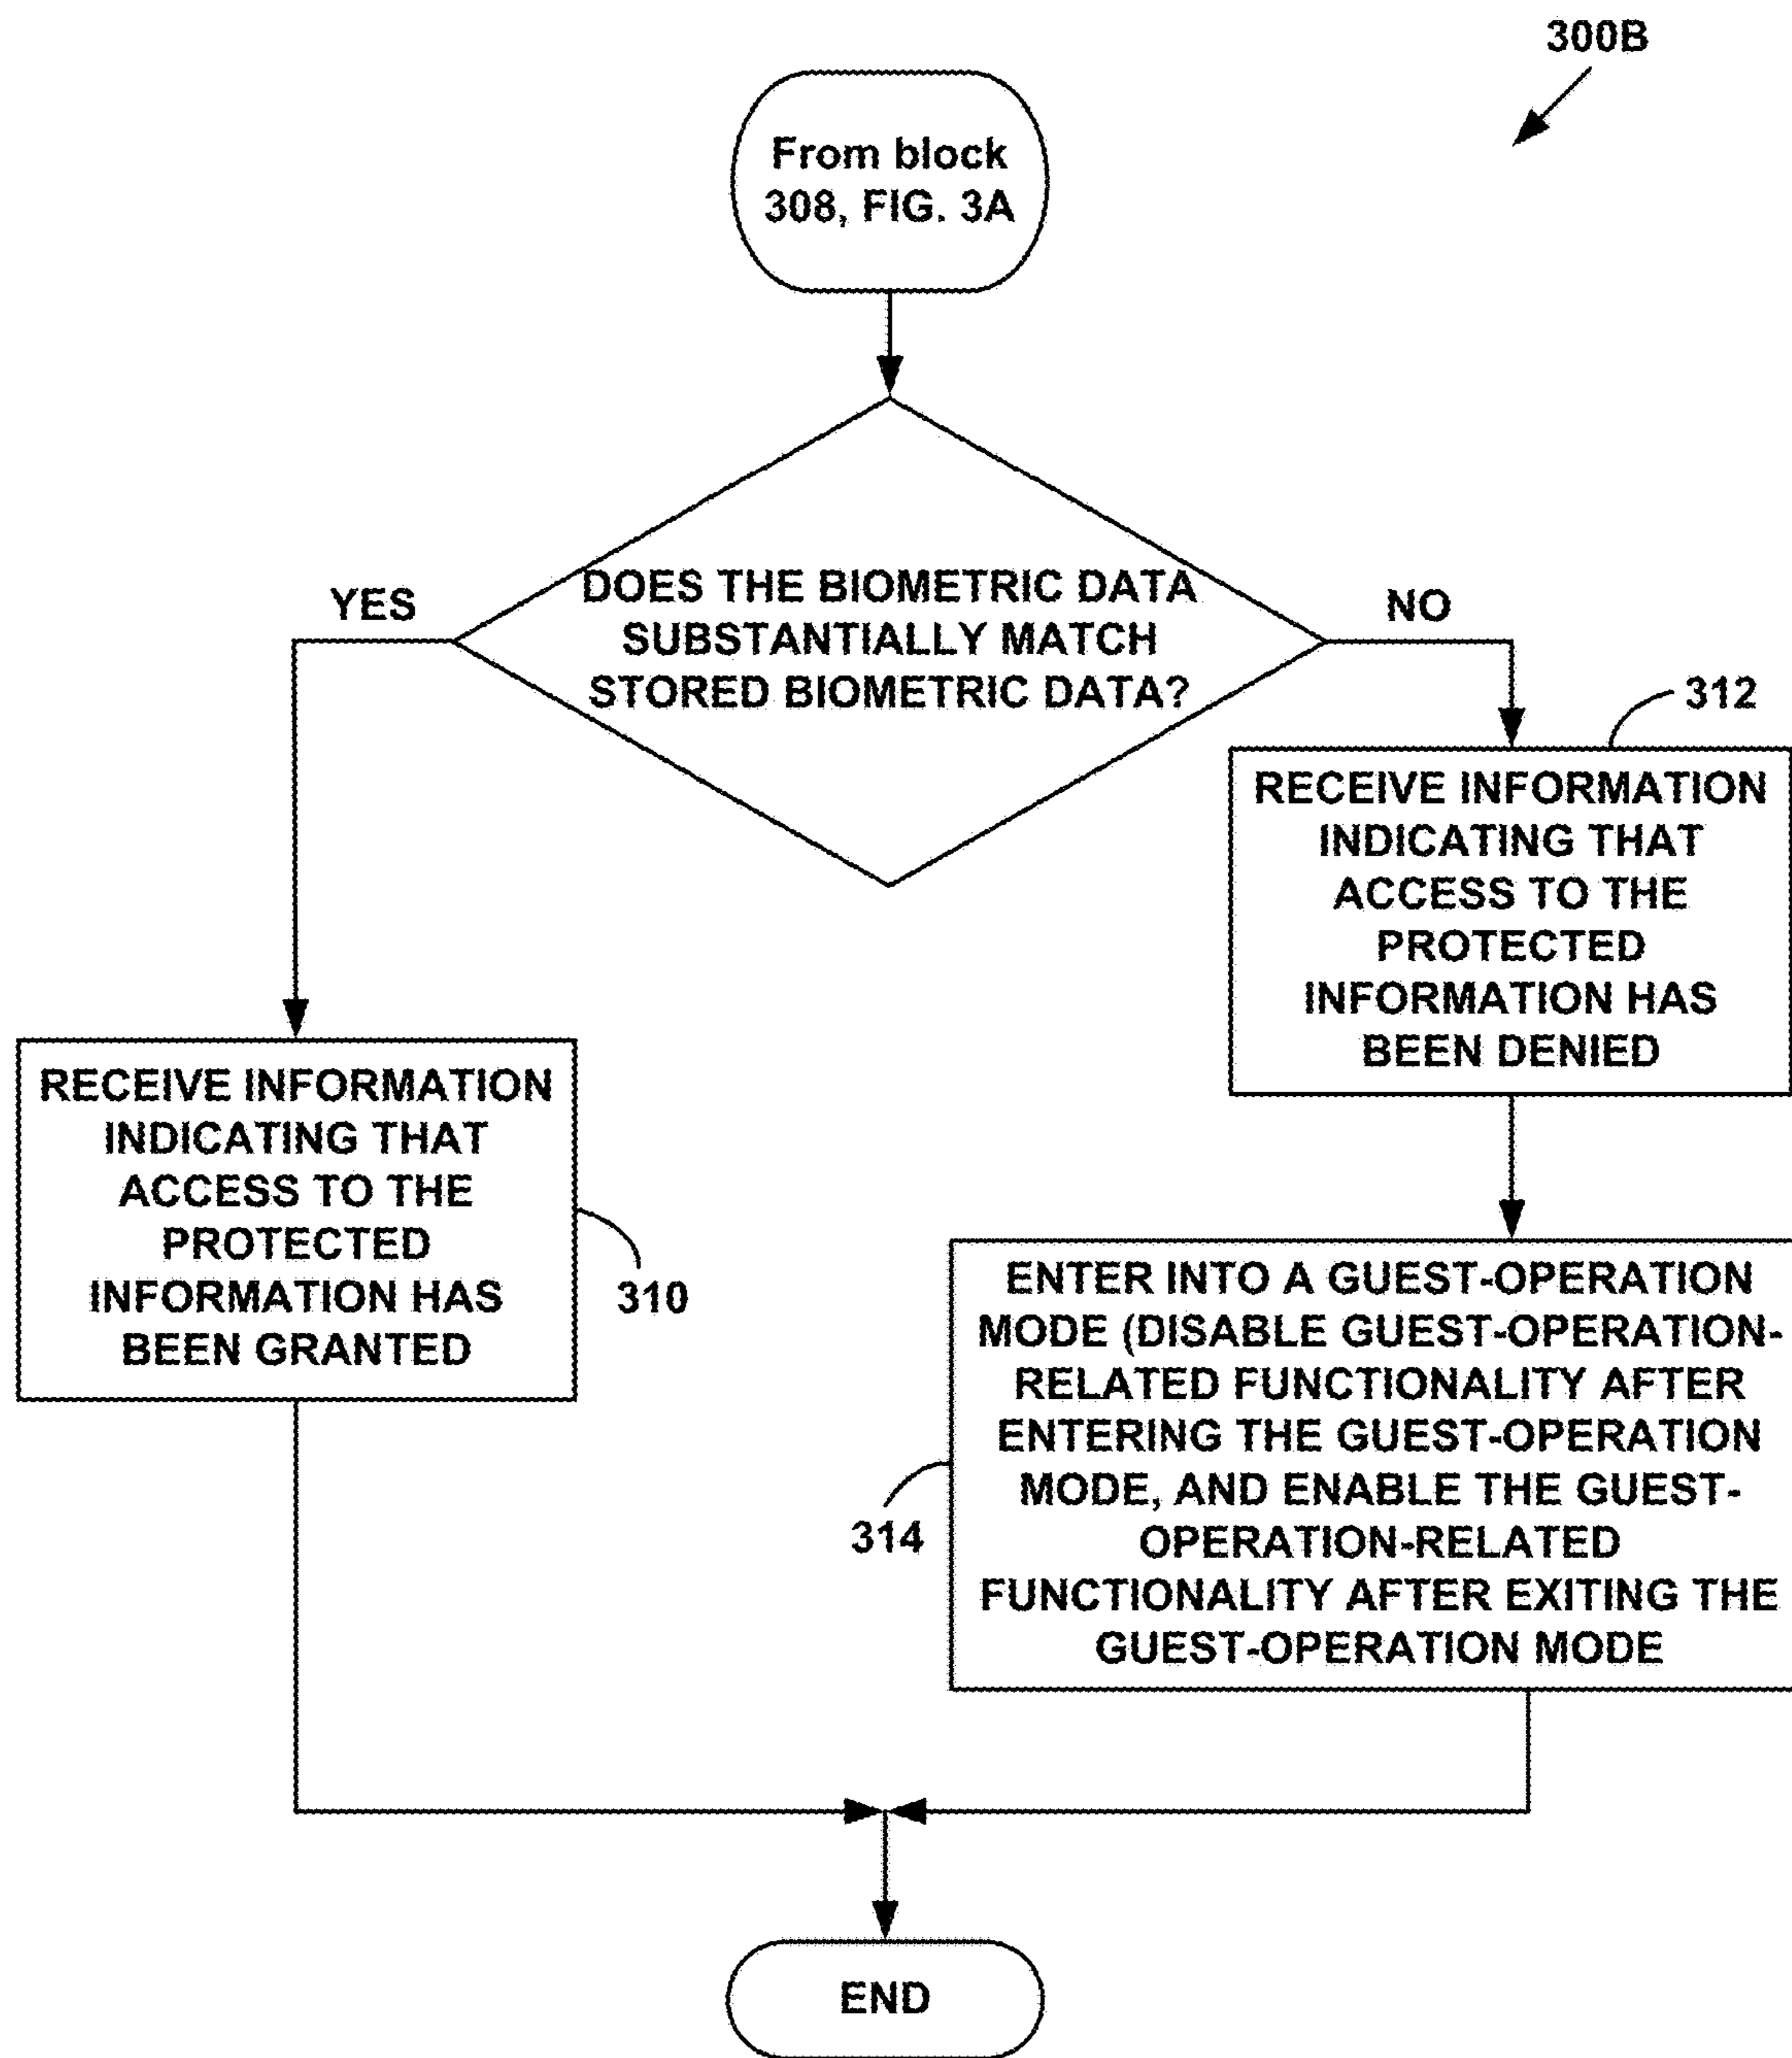 300B
From block
308, FIG. 3A
DOES THE BIOMETRIC DATA
SUBSTANTIALLY MATCH
STORED BIOMETRIC DATA?
YES
NO
312
RECEIVE INFORMATION
INDICATING THAT
ACCESS TO THE
PROTECTED
INFORMATION HAS
BEEN DENIED
RECEIVE INFORMATION
INDICATING THAT
ACCESS TO THE
PROTECTED
INFORMATION HAS
BEEN GRANTED
310
ENTER INTO A GUEST-OPERATION
MODE (DISABLE GUEST-OPERATION-
RELATED FUNCTIONALITY AFTER
ENTERING THE GUEST-OPERATION
MODE, AND ENABLE THE GUEST-
OPERATION-RELATED
FUNCTIONALITY AFTER EXITING THE
GUEST-OPERATION MODE
314
END